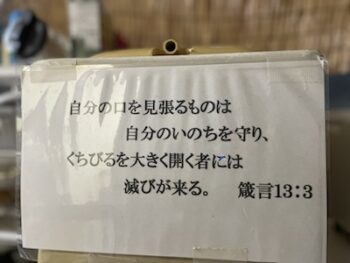 自分の口を見張るものは
自分のいのちを守り、
くちびるを大きく開く者には
滅びが来る。 箴言13:3